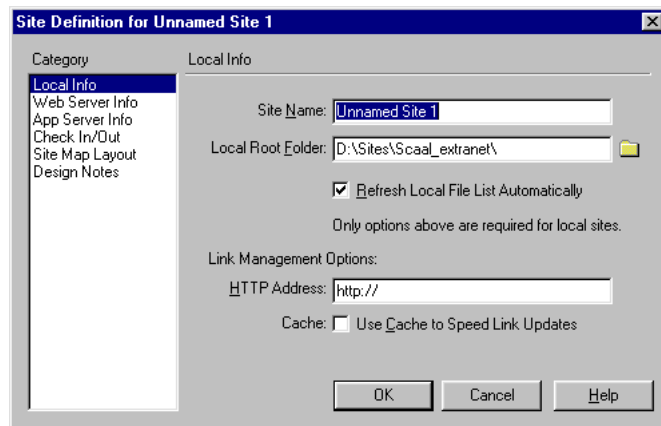 Site Definition for Unnamed Site 1
Category
Local Info
Web Server Info
App Server Info
Check In/Out
Site Map Layout
Design Notes
Local Info
Site Name: Unnamed Site 1
Local Root Folder: D:\Sites\Scaal_extranet\
Refresh Local File List Automatically
Only options above are required for local sites.
Link Management Options:
HTTP Address: http://
Cache: Use Cache to Speed Link Updates
OK Cancel Help